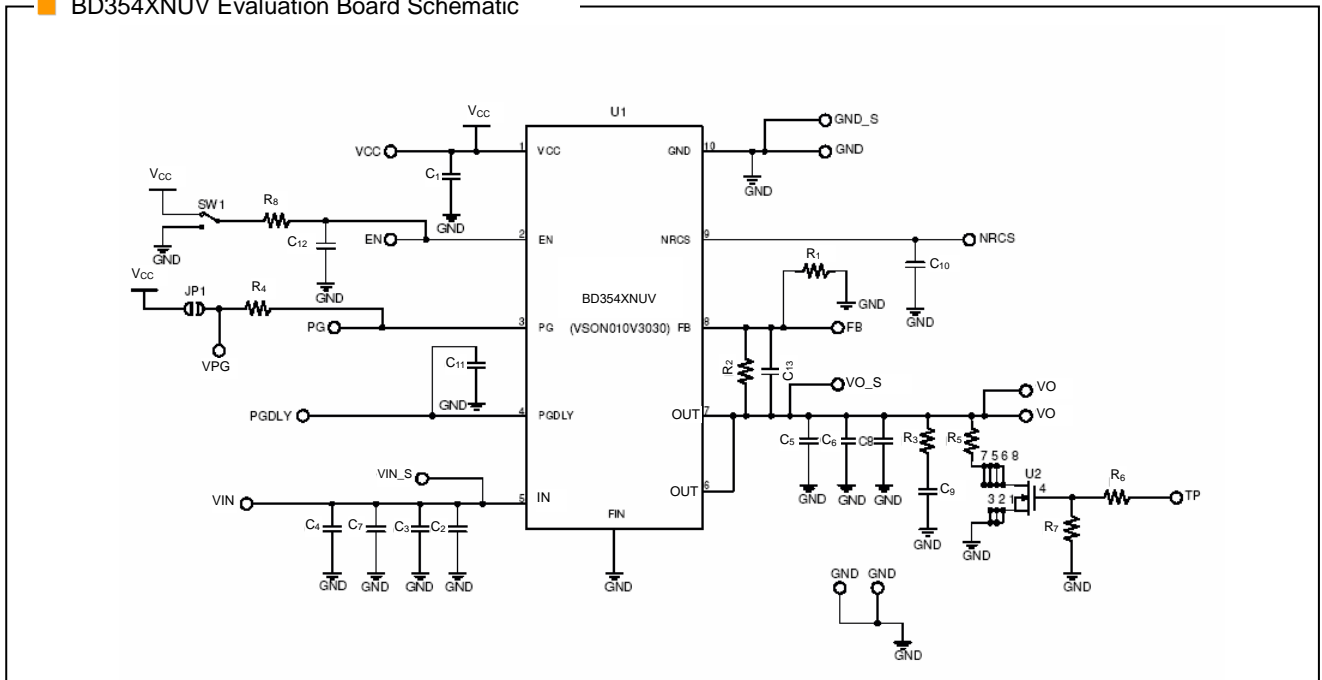 BD354XNUV Evaluation Board Schematic
U1
VCC
VCC
1
VCC
C1
GND
GND
10
GND_S
GND
GND
VCC
SW1
R8
GND
C12
GND
EN
2
EN
NRCS
9
NRCS
C10
GND
VCC
JP1
R4
VPG
PG
3
PG
BD354XNUV
(VSON010V3030)
FB
8
FB
R1
GND
R2
C13
C11
GND
PGDLY
4
PGDLY
OUT
7
VO_S
VO
VO
C5
C6
C8
R3
R5
GND
GND
GND
C9
GND
7 5 6 8
U2
3 2 1
4
GND
R6
TP
R7
GND
VIN_S
VIN
5
IN
OUT
6
C4
C7
C3
C2
GND
GND
GND
GND
FIN
GND
GND
GND
GND